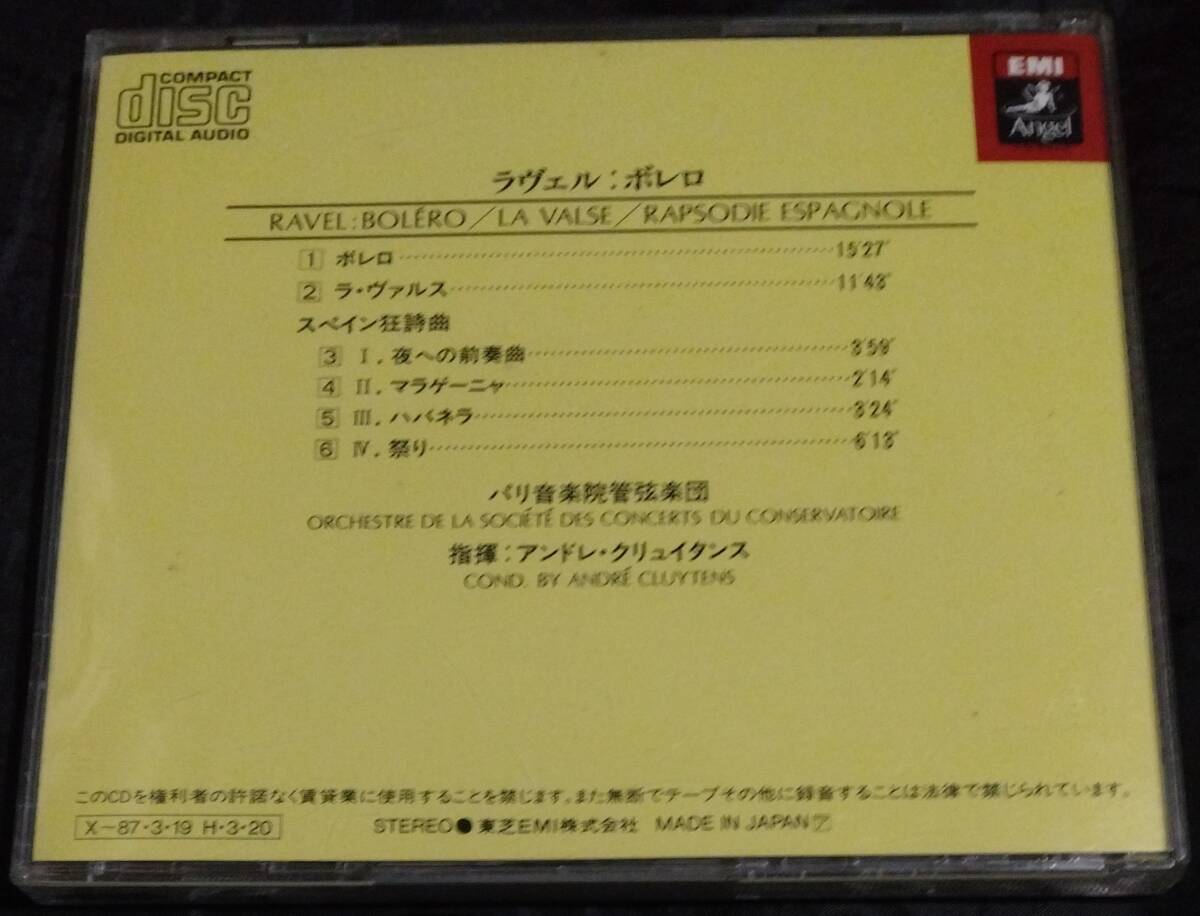 COMPACT
disc
DIGITAL AUDIO
EMI
Angel
ラヴェル:ボレロ
RAVEL:BOLÉRO/LA VALSE/RAPSODIE ESPAGNOLE
1 ボレロ 15'27"
2 ラ・ヴァルス 11'43"
スペイン狂詩曲
3 I. 夜への前奏曲 3'59"
4 II. マラゲーニャ 2'14"
5 III. ハバネラ 3'24"
6 IV. 祭り 6'13"
パリ音楽院管弦楽団
ORCHESTRE DE LA SOCIÉTÉ DES CONCERTS DU CONSERVATOIRE
指揮:アンドレ・クリュイタンス
COND. BY ANDRÉ CLUYTENS
このCDを権利者の許諾なく賃貸業に使用することを禁じます。また無断でテープその他に録音することは法律で禁じられています。
X-87・3・19 H・3・20 STEREO● 東芝EMI株式会社 MADE IN JAPAN ㋐